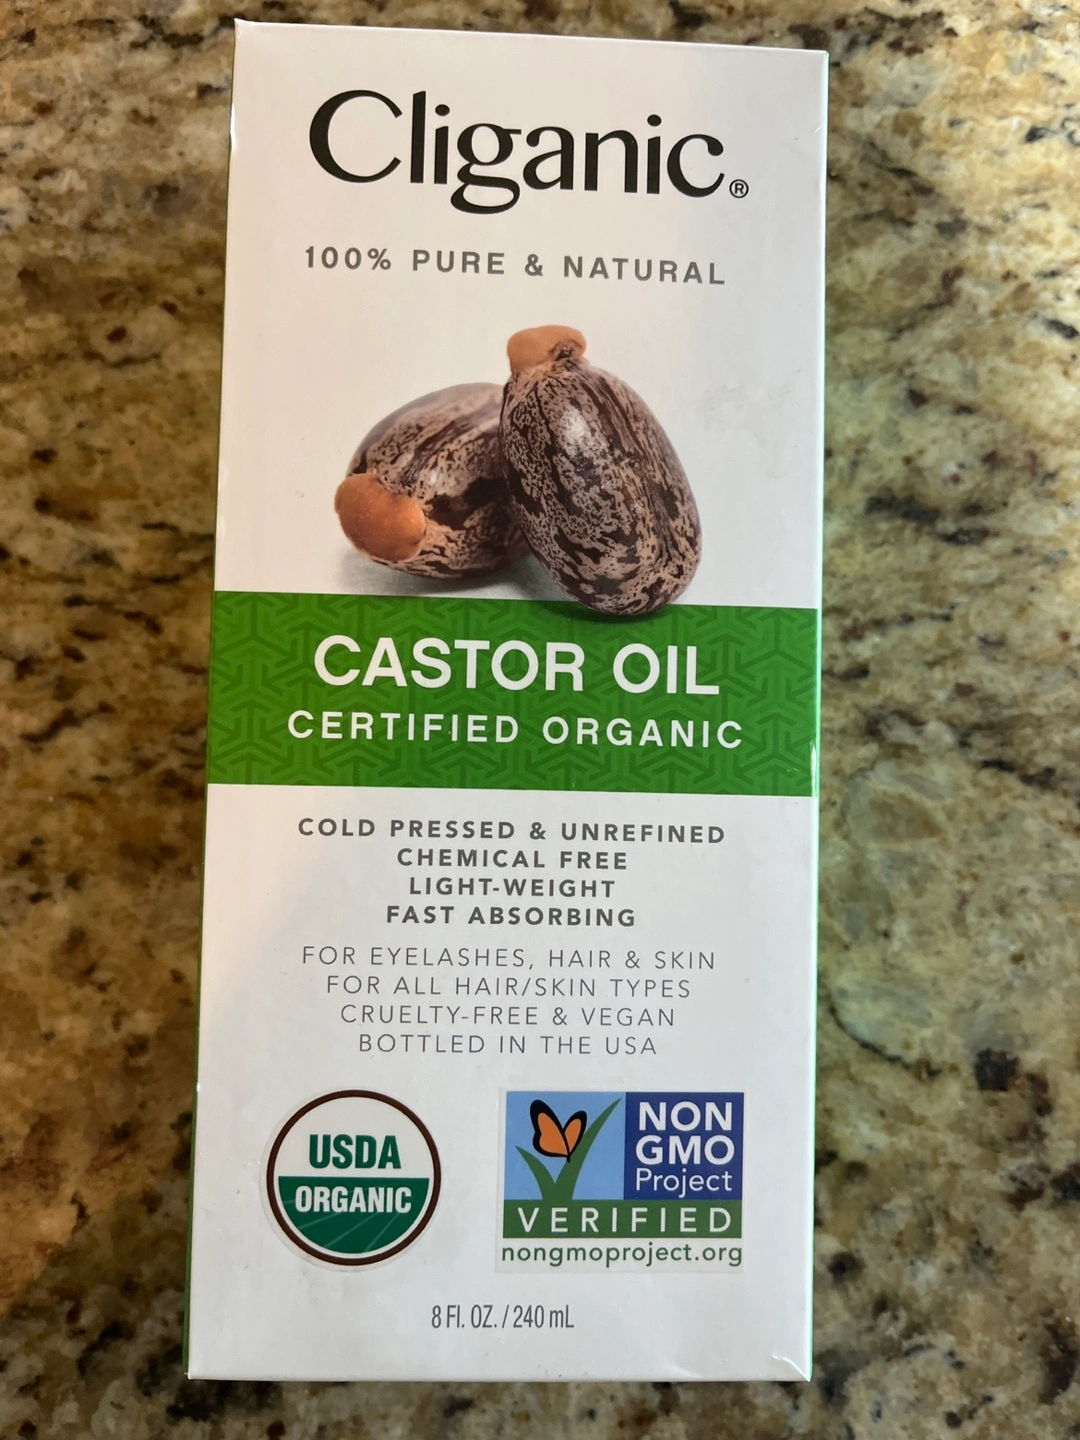 Cliganic®
100% PURE & NATURAL
CASTOR OIL
CERTIFIED ORGANIC
COLD PRESSED & UNREFINED
CHEMICAL FREE
LIGHT-WEIGHT
FAST ABSORBING
FOR EYELASHES, HAIR & SKIN
FOR ALL HAIR/SKIN TYPES
CRUELTY-FREE & VEGAN
BOTTLED IN THE USA
USDA
ORGANIC
NON
GMO
Project
VERIFIED
nongmoproject.org
8 Fl. OZ. / 240 mL